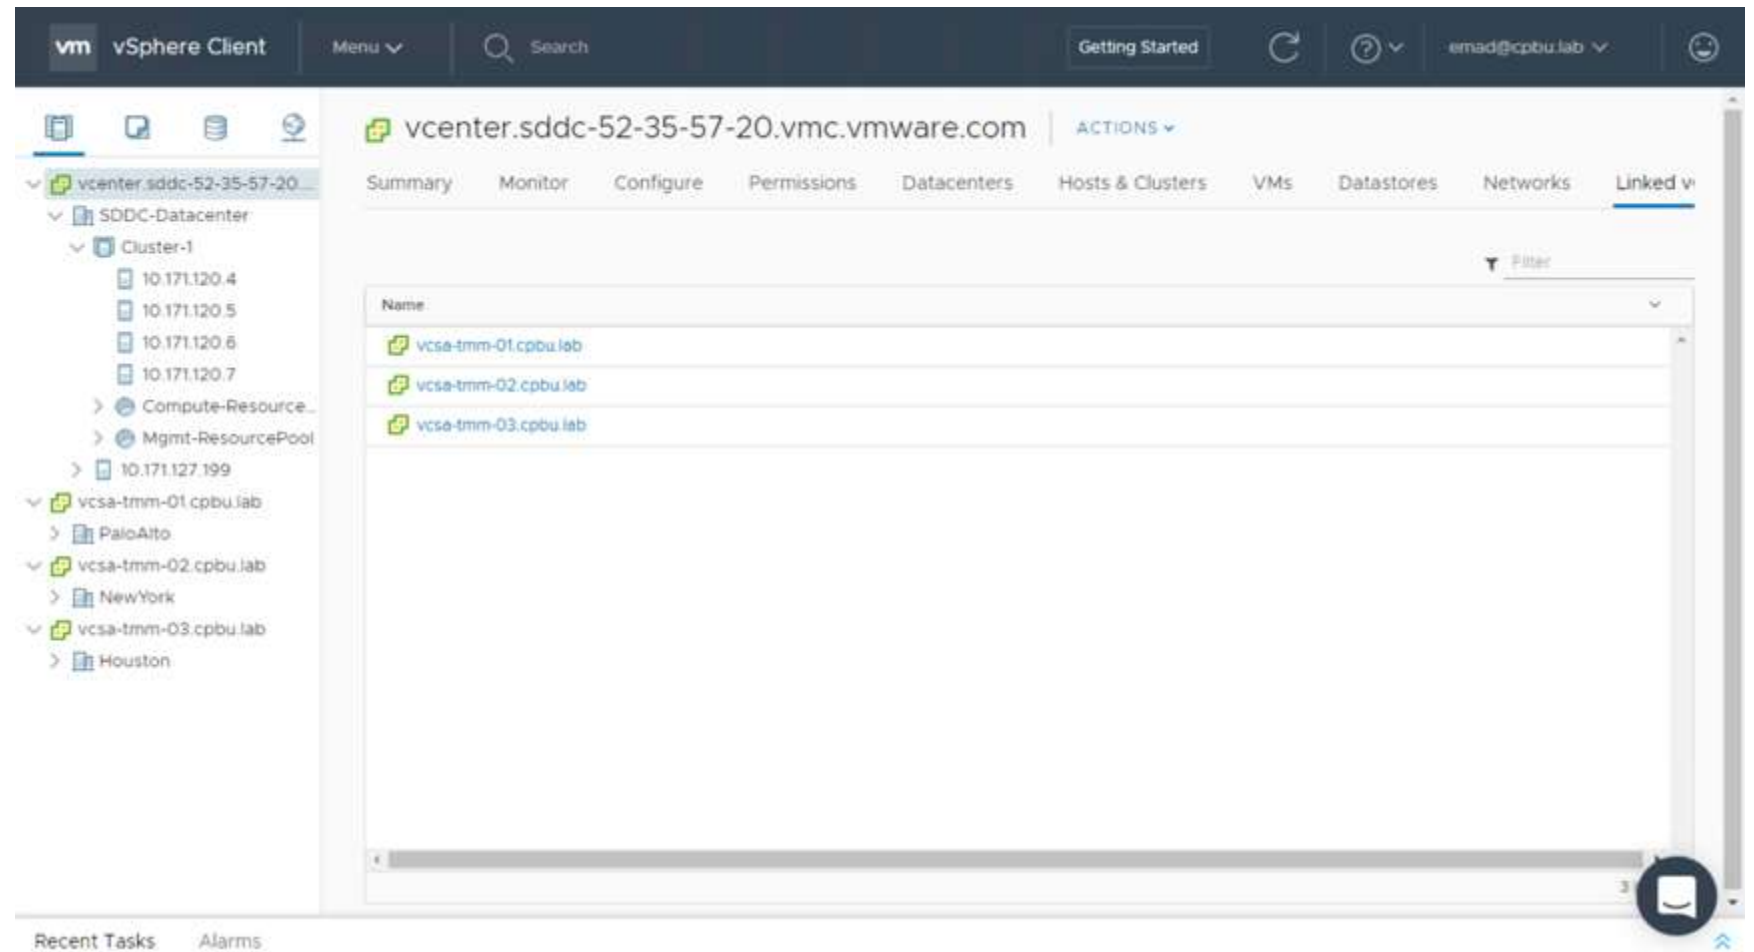 vm vSphere Client Menu Search Getting Started emad@cpbu.lab
vcenter.sddc-52-35-57-20.vmc.vmware.com ACTIONS
Summary Monitor Configure Permissions Datacenters Hosts & Clusters VMs Datastores Networks Linked v
vcenter.sddc-52-35-57-20...
SDDC-Datacenter
Cluster-1
10.171.120.4
10.171.120.5
10.171.120.6
10.171.120.7
Compute-Resource...
Mgmt-ResourcePool
10.171.127.199
vcsa-tmm-01.cpbu.lab
PaloAlto
vcsa-tmm-02.cpbu.lab
NewYork
vcsa-tmm-03.cpbu.lab
Houston
Filter
Name
vcsa-tmm-01.cpbu.lab
vcsa-tmm-02.cpbu.lab
vcsa-tmm-03.cpbu.lab
3
Recent Tasks Alarms